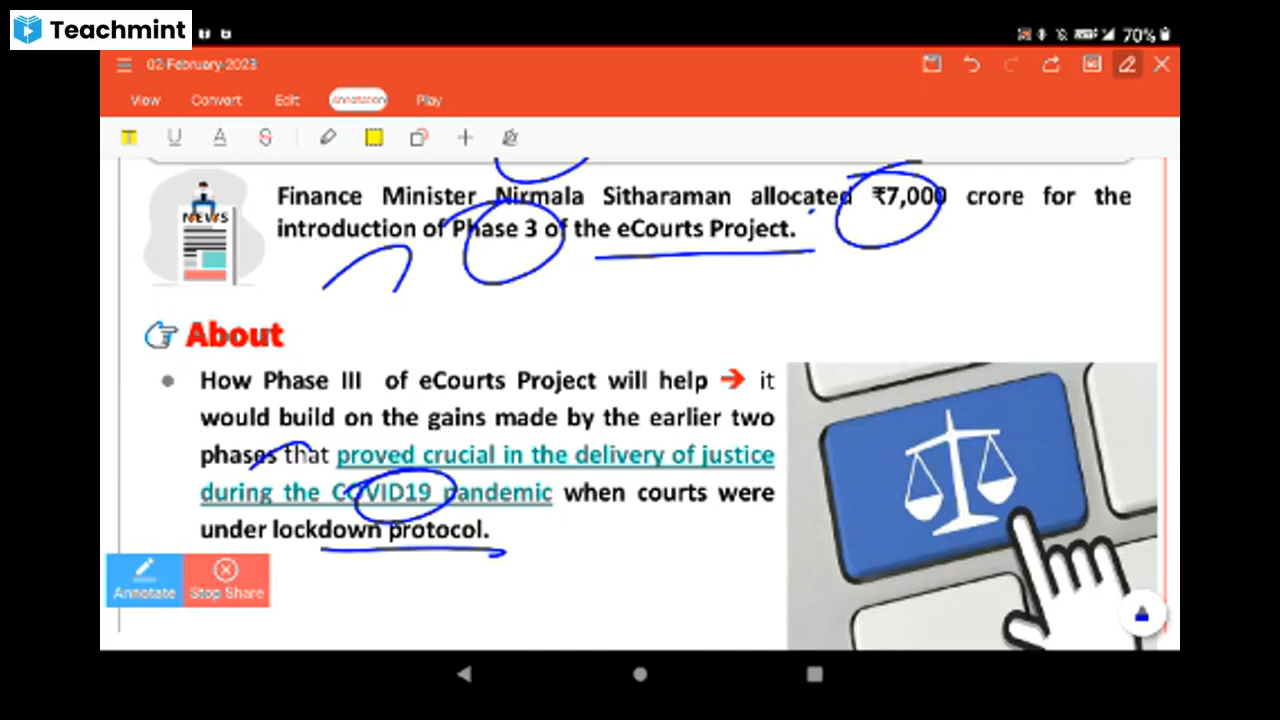 Teachmint
70%
02-February-2023
View Convert Edit Annotation Play
NEWS
Finance Minister Nirmala Sitharaman allocated ₹7,000 crore for the
introduction of Phase 3 of the eCourts Project.
About
How Phase III of eCourts Project will help ➔ it
would build on the gains made by the earlier two
phases that proved crucial in the delivery of justice
during the COVID19 pandemic when courts were
under lockdown protocol.
Annotate Stop Share